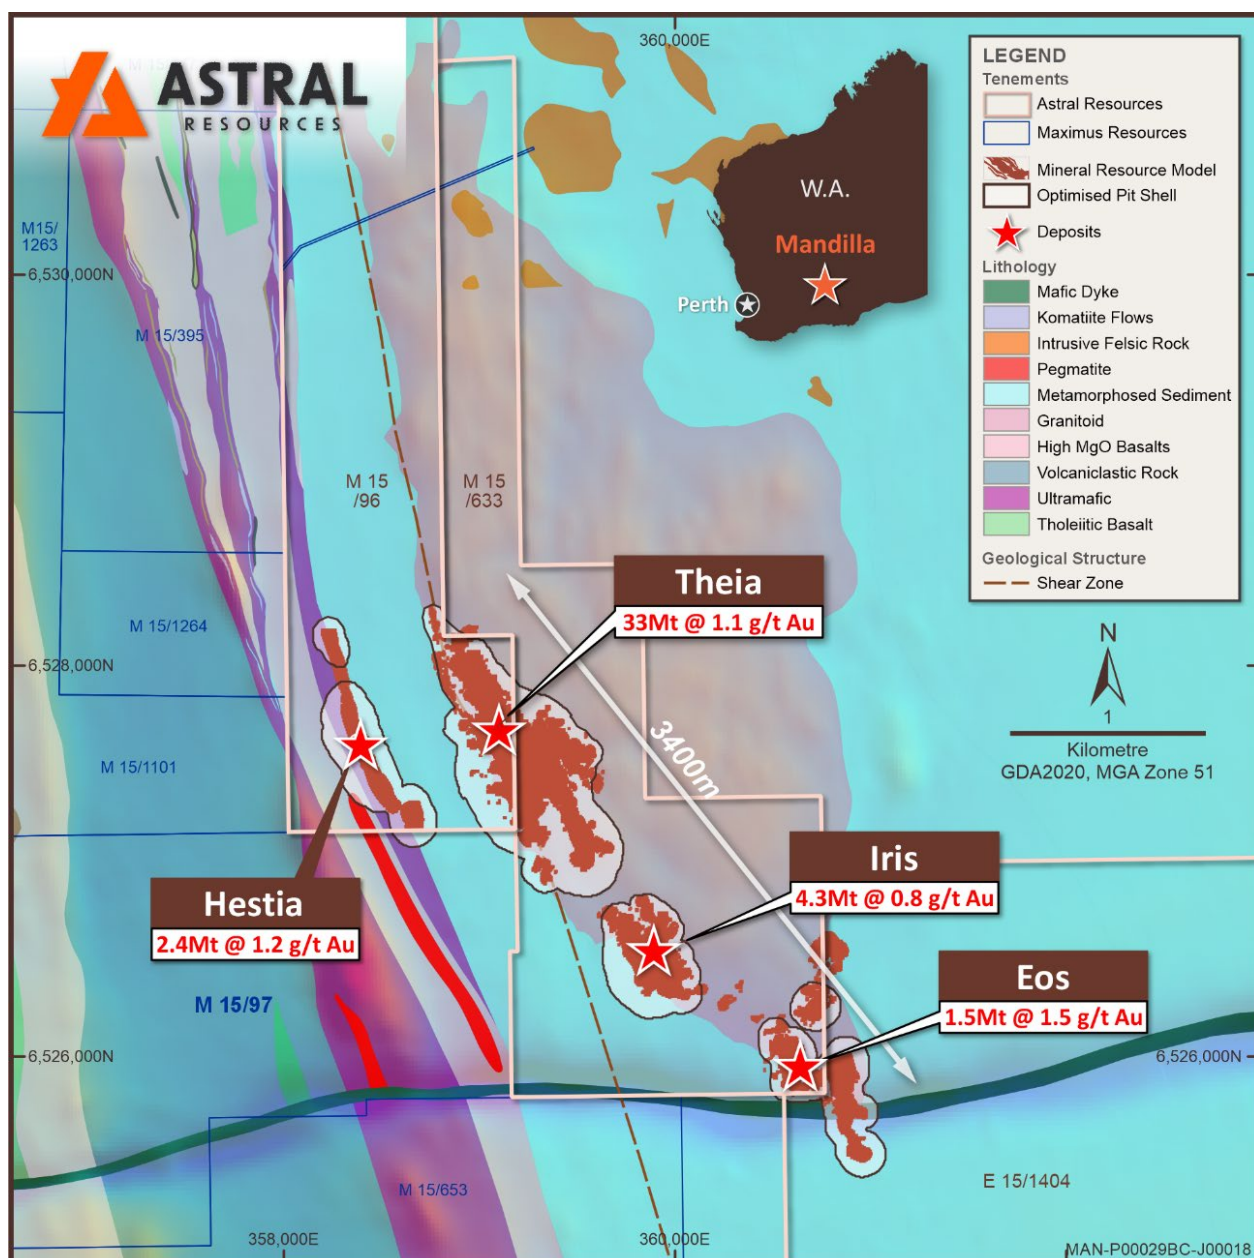 360,000E
ASTRAL
RESOURCES
LEGEND
Tenements
Astral Resources
Maximus Resources
Mineral Resource Model
Optimised Pit Shell
Deposits
Lithology
Mafic Dyke
Komatiite Flows
Intrusive Felsic Rock
Pegmatite
Metamorphosed Sediment
Granitoid
High MgO Basalts
Volcaniclastic Rock
Ultramafic
Tholeiitic Basalt
Geological Structure
Shear Zone
W.A.
Mandilla
Perth
M15/
1263
6,530,000N
M 15/395
M 15
/96
M 15
/633
Theia
33Mt @ 1.1 g/t Au
M 15/1264
6,528,000N
N
1
Kilometre
GDA2020, MGA Zone 51
3400m
M 15/1101
Iris
4.3Mt @ 0.8 g/t Au
Hestia
2.4Mt @ 1.2 g/t Au
Eos
1.5Mt @ 1.5 g/t Au
M 15/97
6,526,000N
6,526,000N
M 15/653
E 15/1404
358,000E
360,000E
MAN-P00029BC-J00018